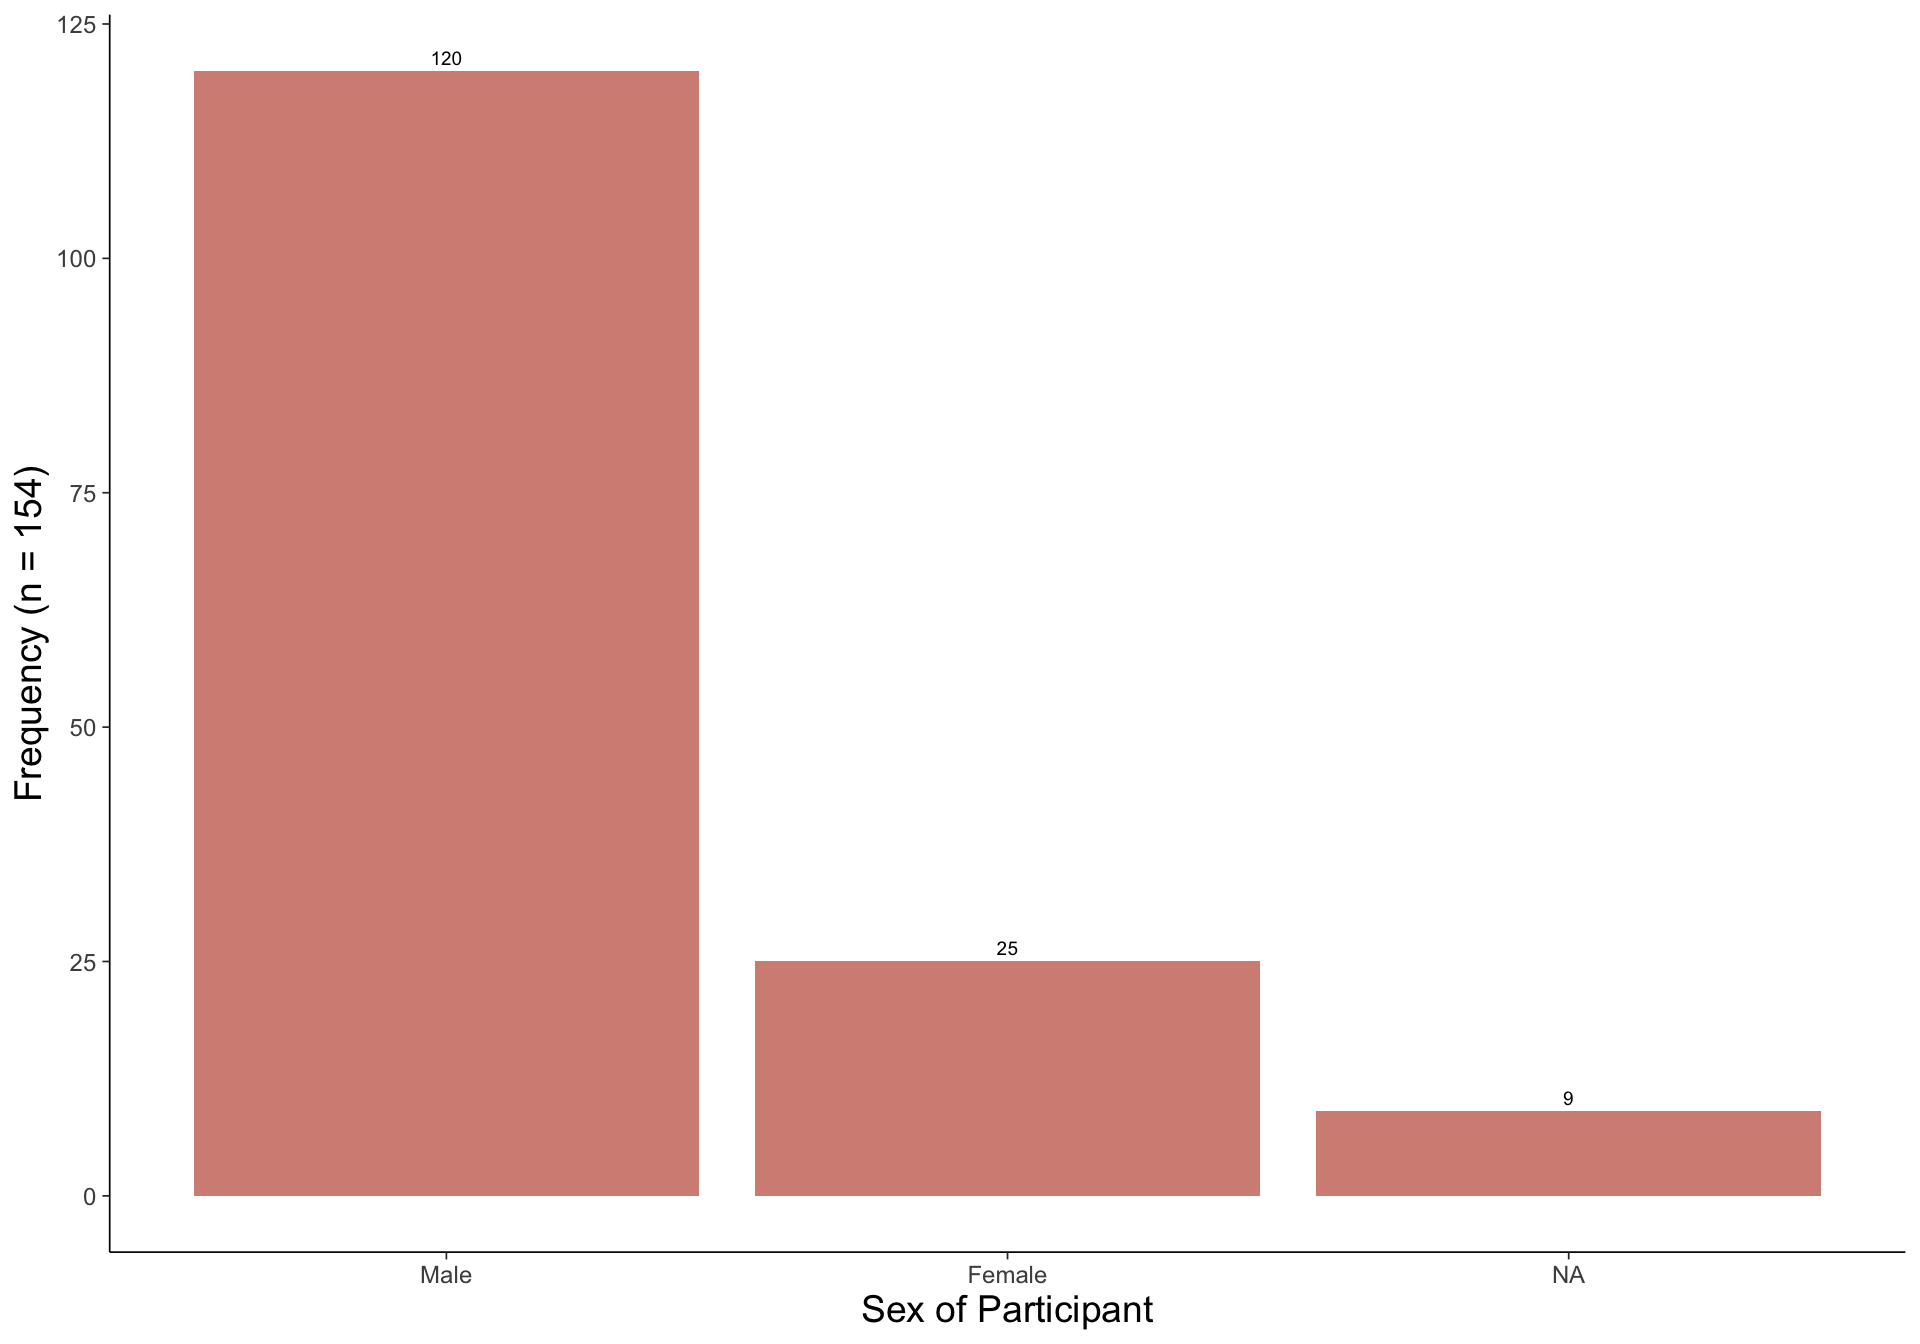 Frequency (n = 154)
125
100
75
50
25
0
120
25
9
Male
Female
NA
Sex of Participant